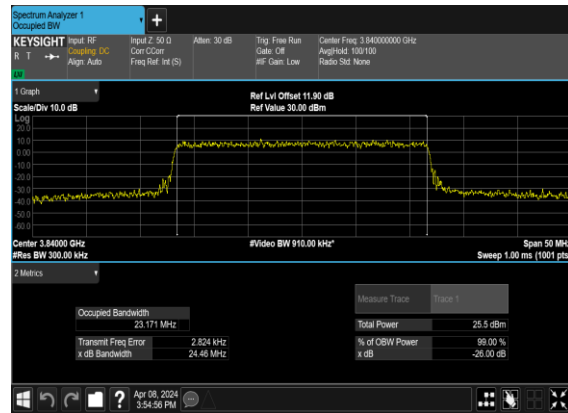 Spectrum Analyzer 1
Occupied BW
+
KEYSIGHT Input: RF Input Z: 50 Ω Atten: 30 dB Trig: Free Run Center Freq: 3.840000000 GHz
R T Coupling: DC Corr CCorr Gate: Off Avg|Hold: 100/100
Align: Auto Freq Ref: Int (S) #IF Gain: Low Radio Std: None
LXI
1 Graph
Ref Lvl Offset 11.90 dB
Scale/Div 10.0 dB Ref Value 30.00 dBm
Log
20.0
10.0
0.00
-10.0
-20.0
-30.0
-40.0
-50.0
-60.0
Center 3.84000 GHz #Video BW 910.00 kHz* Span 50 MHz
#Res BW 300.00 kHz Sweep 1.00 ms (1001 pts)
2 Metrics
Measure Trace Trace 1
Occupied Bandwidth
23.171 MHz Total Power 25.5 dBm
Transmit Freq Error 2.824 kHz % of OBW Power 99.00 %
x dB Bandwidth 24.46 MHz x dB -26.00 dB
? Apr 08, 2024
3:54:56 PM